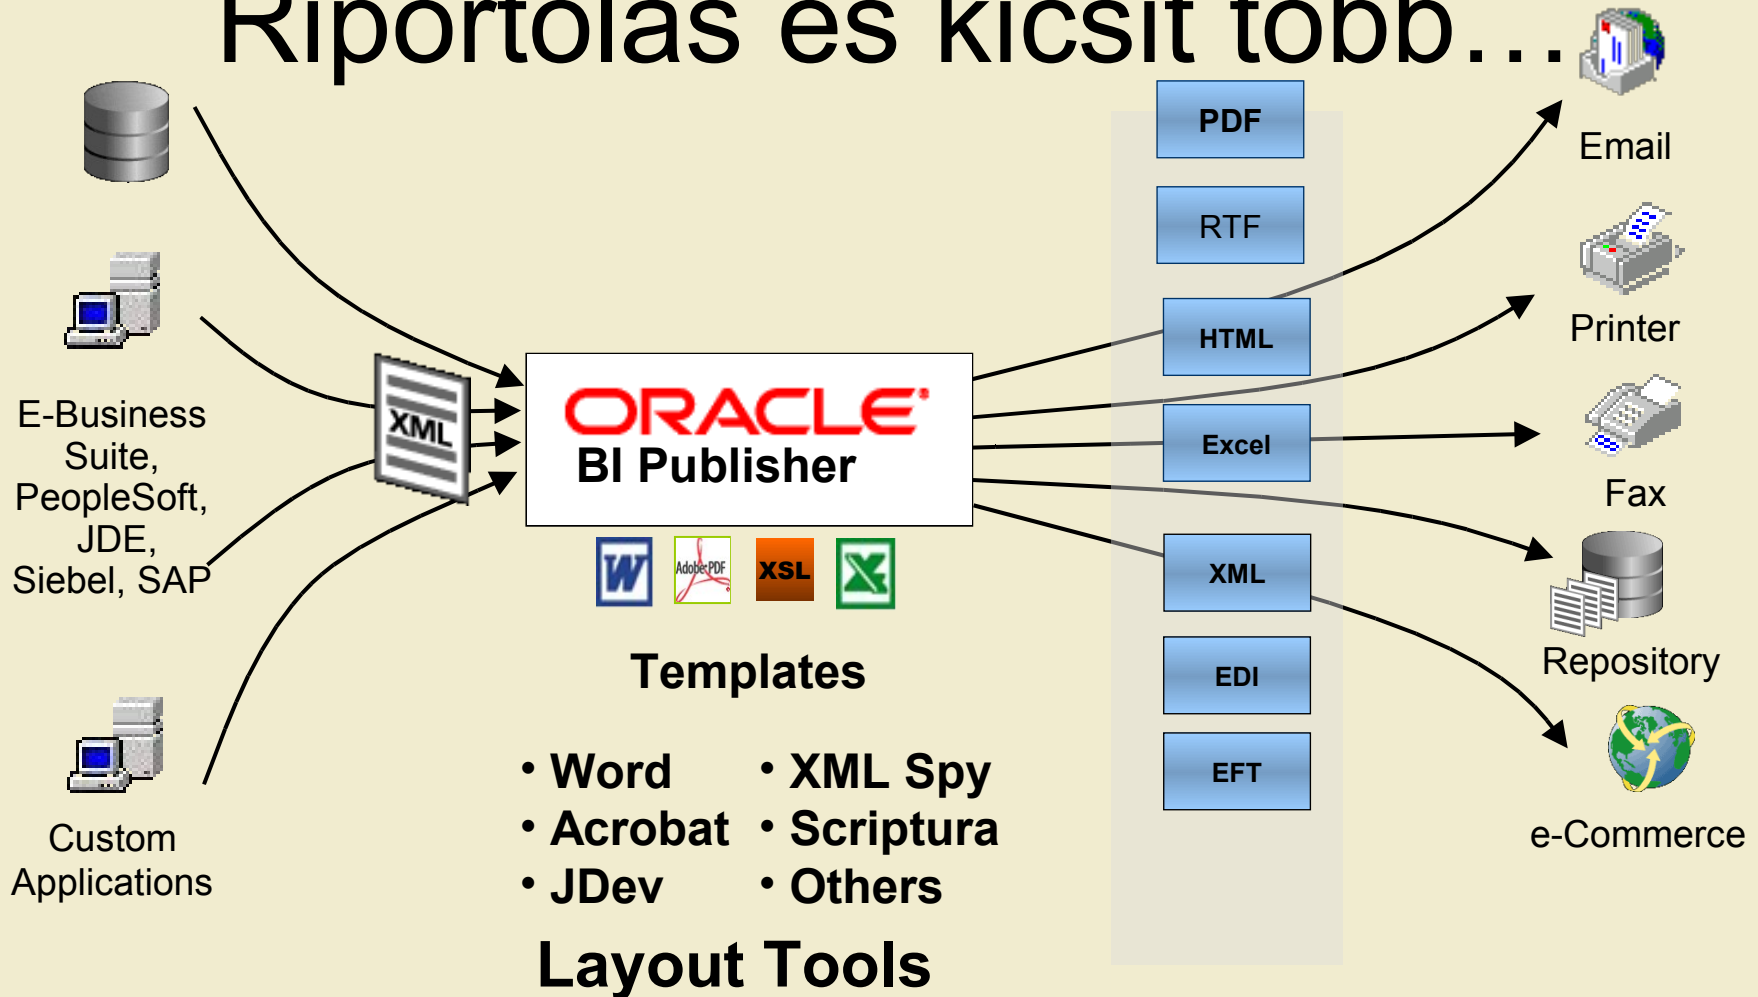 Riportolás és kicsit több…
E-Business
Suite,
PeopleSoft,
JDE,
Siebel, SAP
Custom
Applications
XML
ORACLE
BI Publisher
W
Adobe PDF
XSL
X
Templates
• Word
• Acrobat
• JDev
• XML Spy
• Scriptura
• Others
Layout Tools
PDF
RTF
HTML
Excel
XML
EDI
EFT
Email
Printer
Fax
Repository
e-Commerce